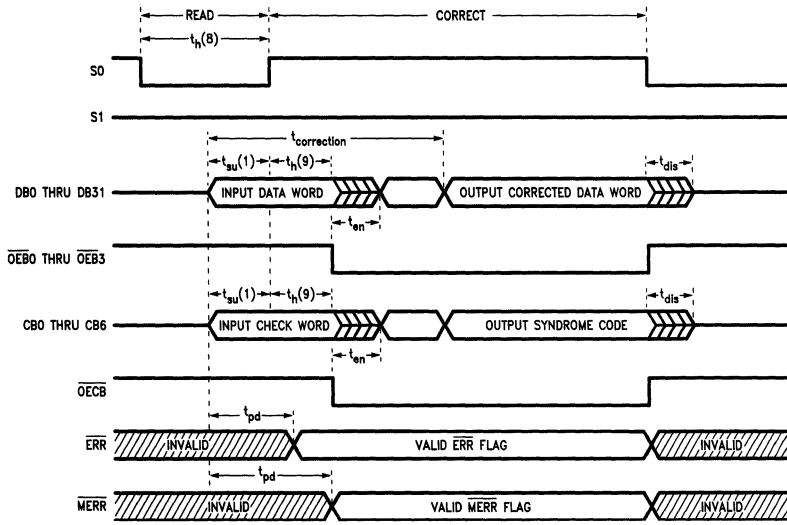 READ CORRECT
th(8)
S0
S1
tcorrection
tsu(1) th(9) tdis
DB0 THRU DB31 INPUT DATA WORD OUTPUT CORRECTED DATA WORD
ten
OEB0 THRU OEB3
tsu(1) th(9) tdis
CB0 THRU CB6 INPUT CHECK WORD OUTPUT SYNDROME CODE
ten
OECB
tpd
ERR INVALID VALID ERR FLAG INVALID
tpd
MERR INVALID VALID MERR FLAG INVALID